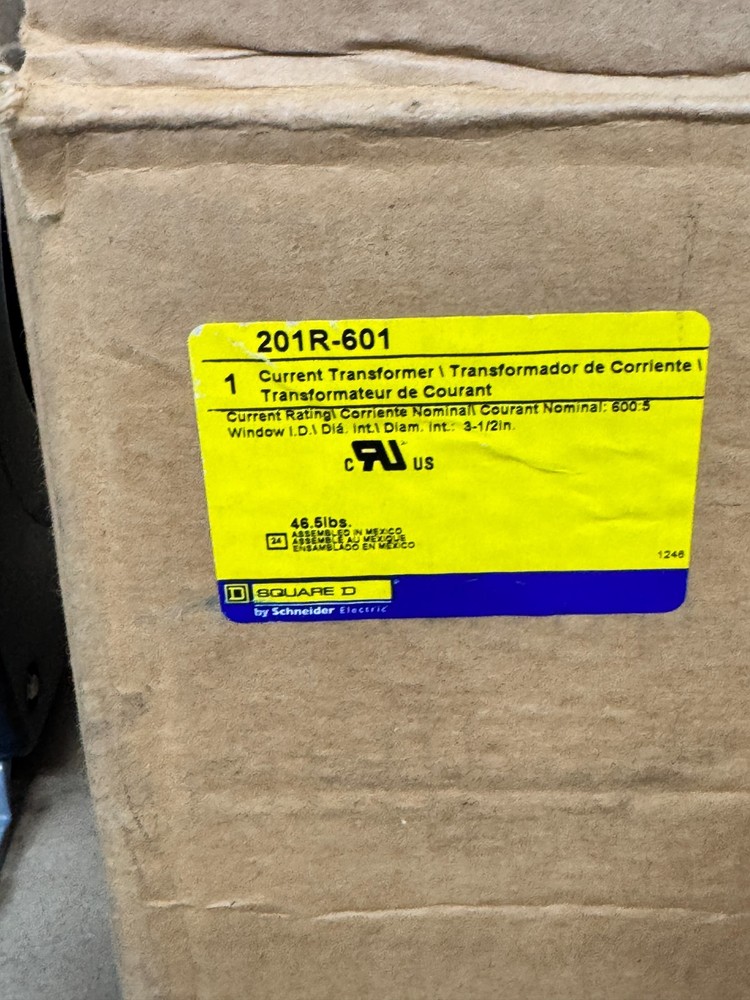 201R-601
1 Current Transformer \ Transformador de Corriente \
Transformateur de Courant
Current Rating\ Corriente Nominal\ Courant Nominal: 600:5
Window I.D.\ Diá. Int.\ Diam. Int.: 3-1/2in.
c RU US
46.5lbs.
24
ASSEMBLED IN MEXICO
ASSEMBLE AU MEXIQUE
ENSAMBLADO EN MEXICO
1246
D SQUARE D
by Schneider Electric